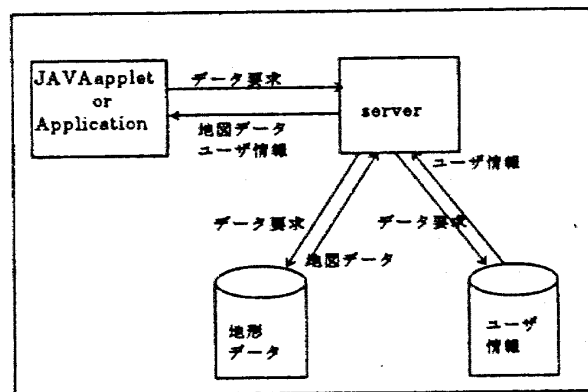 JAVAapplet
or
Application
データ要求
地図データ
ユーザ情報
server
ユーザ情報
データ要求
データ要求
地図データ
地形
データ
ユーザ
情報